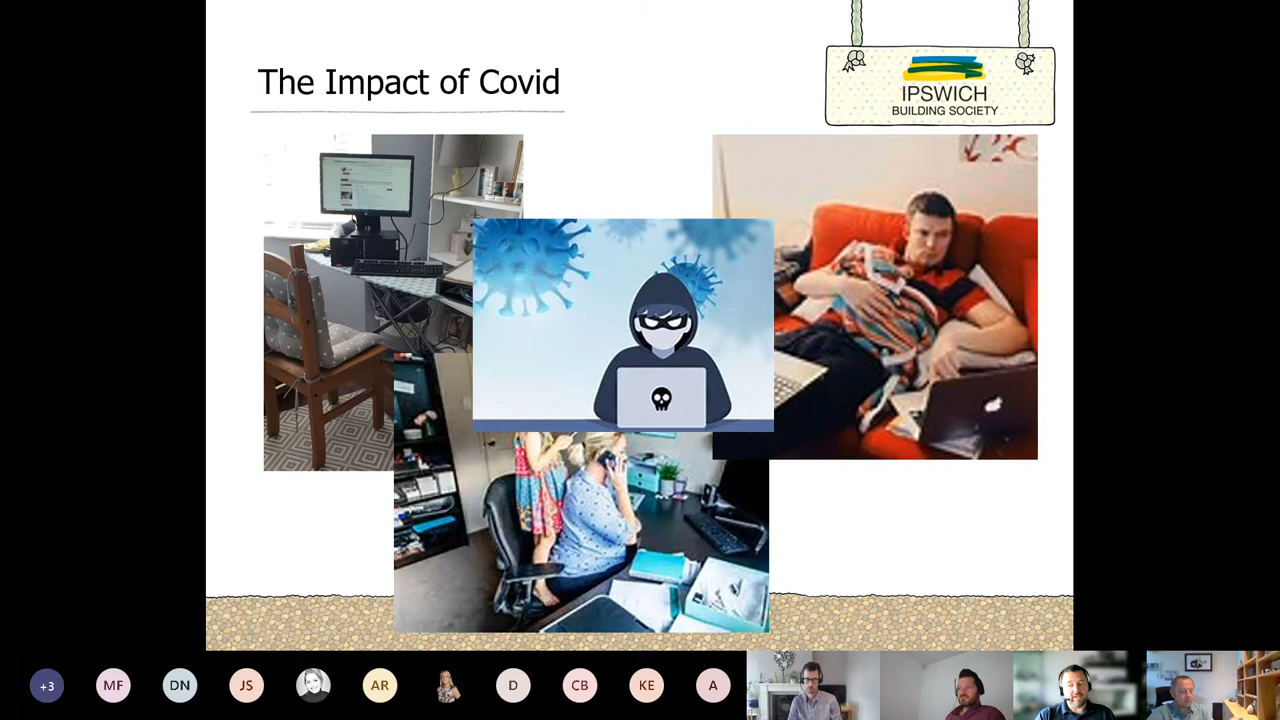 The Impact of Covid
IPSWICH
BUILDING SOCIETY
+3
MF
DN
JS
AR
D
CB
KE
A